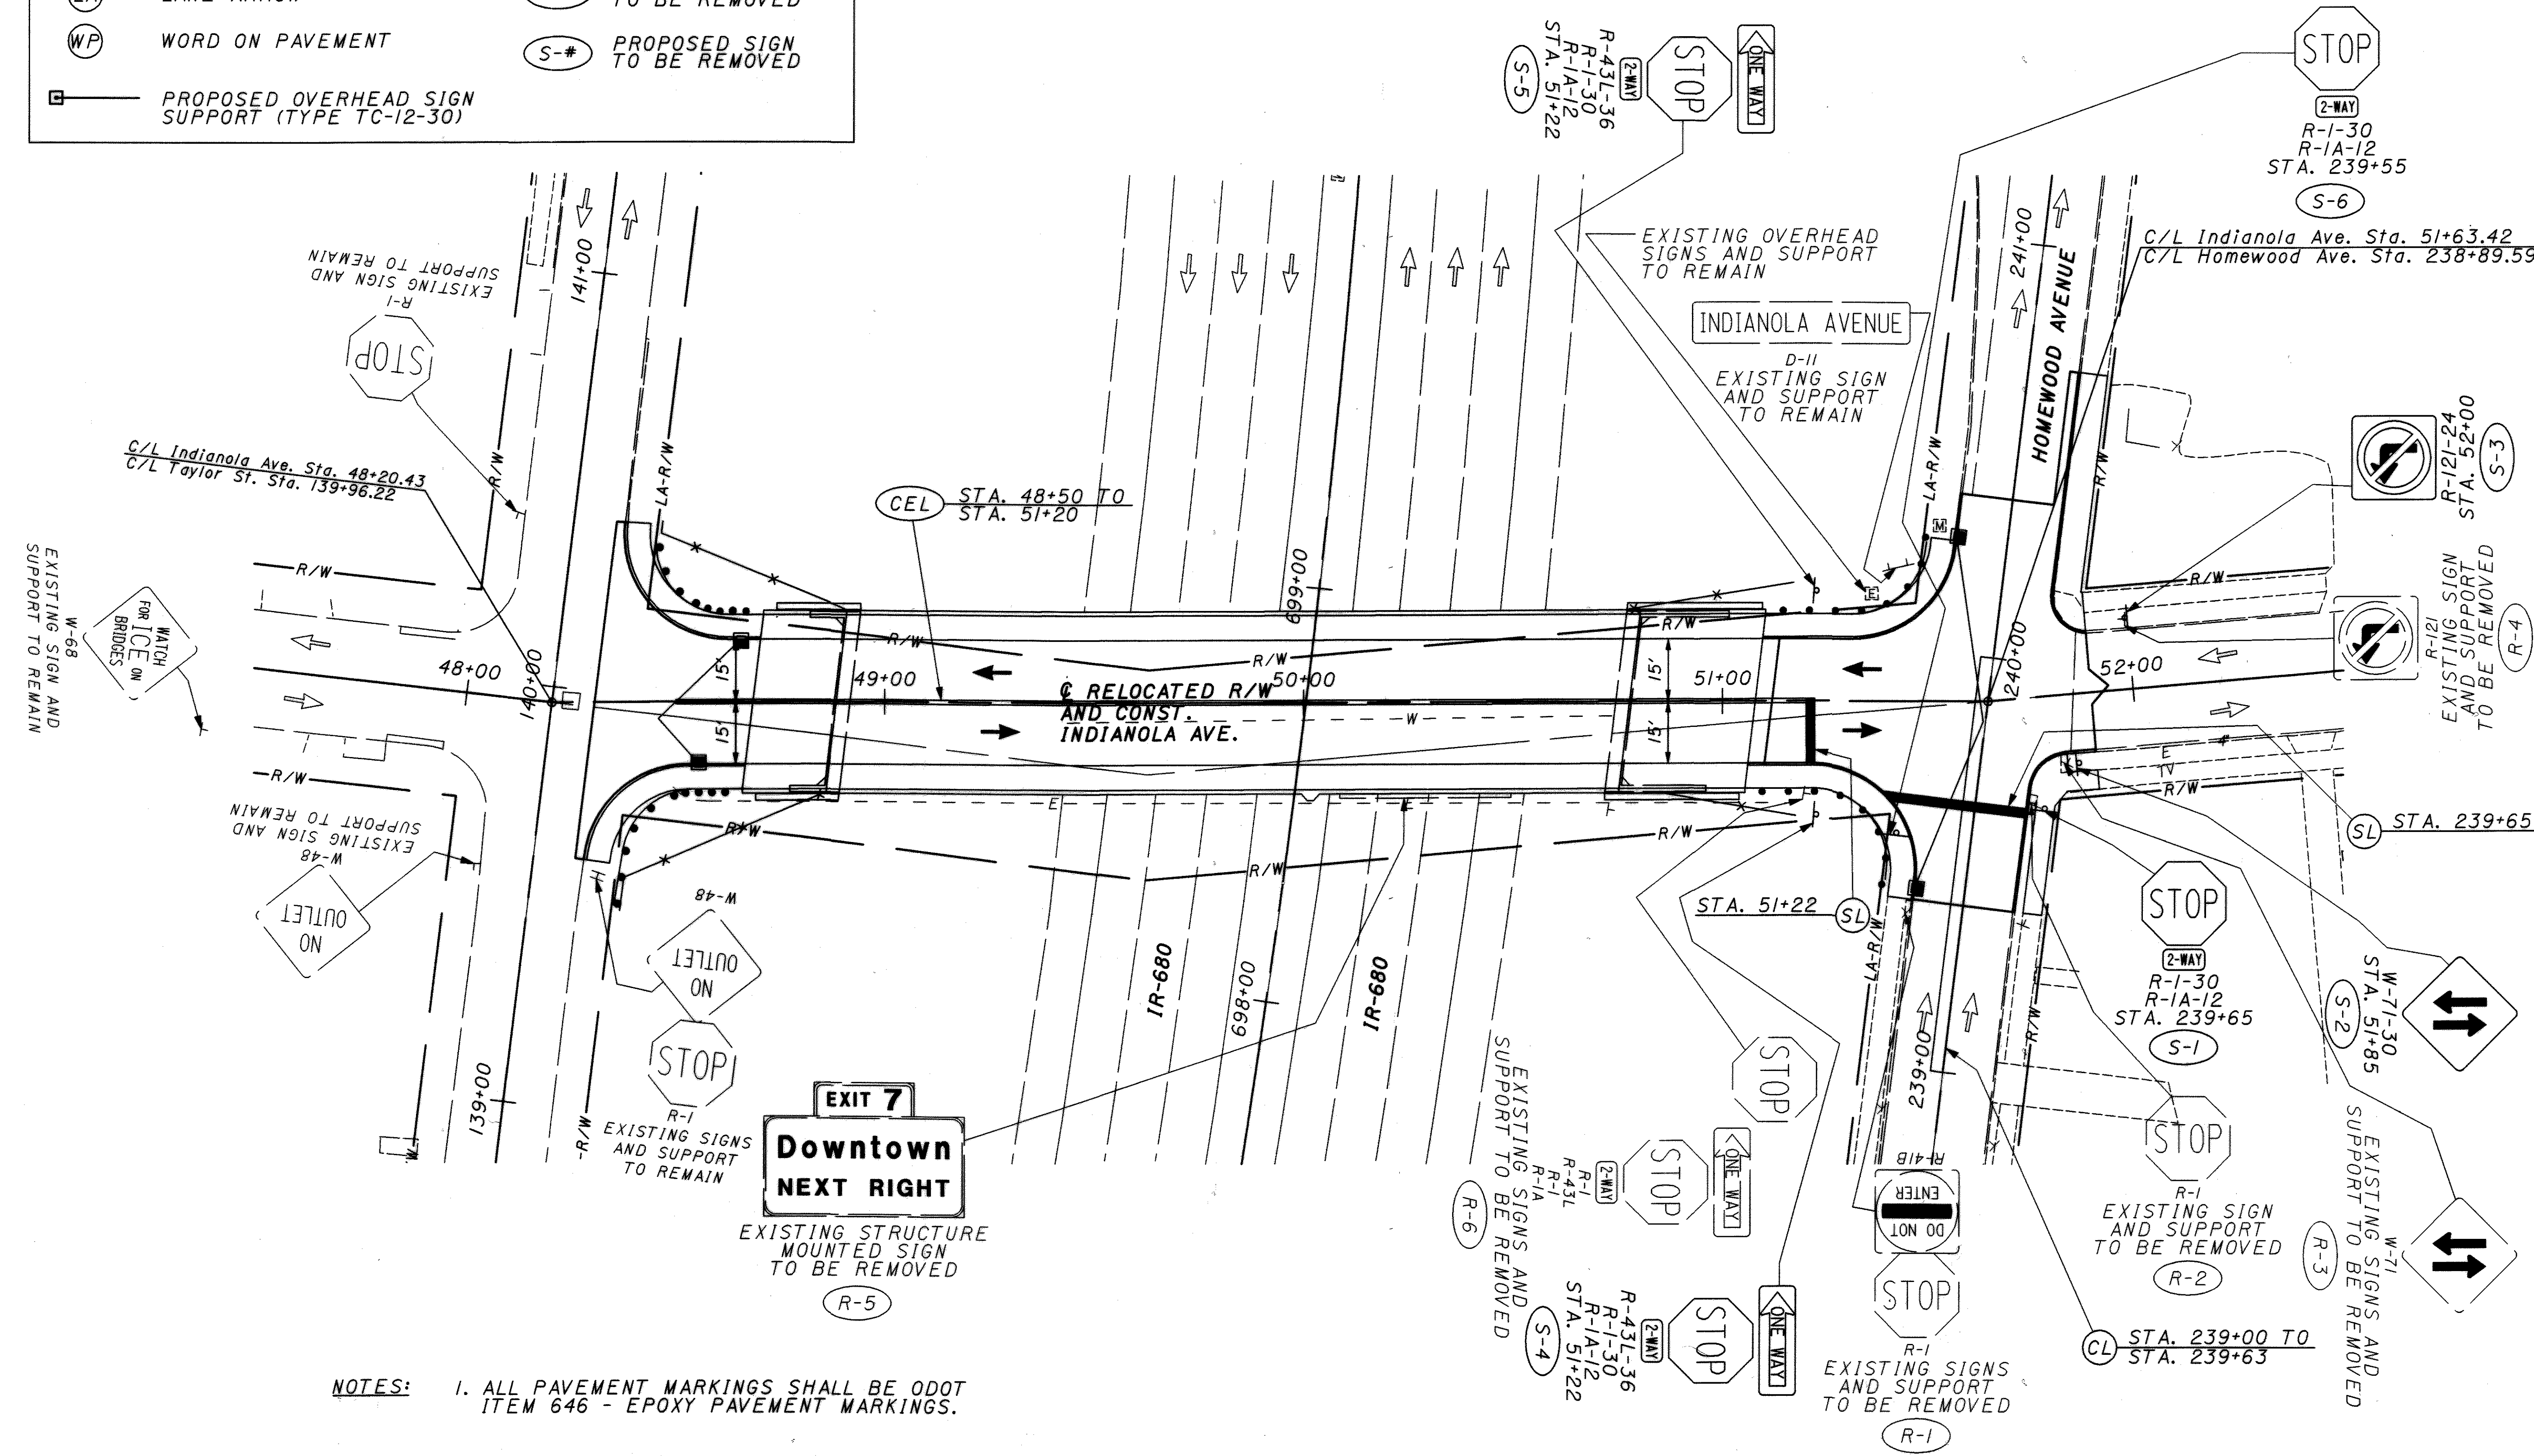 TO BE REMOVED
WP
WORD ON PAVEMENT
S-#
PROPOSED SIGN
TO BE REMOVED
PROPOSED OVERHEAD SIGN
SUPPORT (TYPE TC-12-30)
ONE WAY
STOP
2-WAY
R-43L-36
R-1-30
R-1A-12
STA. 51+22
S-5
STOP
2-WAY
R-1-30
R-1A-12
STA. 239+55
S-6
C/L Indianola Ave. Sta. 51+63.42
C/L Homewood Ave. Sta. 238+89.59
EXISTING OVERHEAD
SIGNS AND SUPPORT
TO REMAIN
INDIANOLA AVENUE
D-11
EXISTING SIGN
AND SUPPORT
TO REMAIN
141+00
241+00
HOMEWOOD AVENUE
R-1
EXISTING SIGN AND
SUPPORT TO REMAIN
STOP
C/L Indianola Ave. Sta. 48+20.43
C/L Taylor St. Sta. 139+96.22
R/W
LA-R/W
CEL
STA. 48+50 TO
STA. 51+20
LA-R/W
R/W
R-121-24
STA. 52+00
S-3
R-121
EXISTING SIGN
AND SUPPORT
TO BE REMOVED
R-4
WATCH
FOR ICE ON
BRIDGES
W-68
EXISTING SIGN AND
SUPPORT TO REMAIN
R/W
R/W
R/W
R/W
R/W
M
E
699+00
48+00
140+00
49+00
50+00
51+00
240+00
52+00
15'
15'
15'
15'
℄ RELOCATED R/W
AND CONST.
INDIANOLA AVE.
W
E
E
TV
R/W
R/W
R/W
R/W
R/W
W-48
EXISTING SIGN AND
SUPPORT TO REMAIN
NO
OUTLET
W-48
NO
OUTLET
STOP
R-1
EXISTING SIGNS
AND SUPPORT
TO REMAIN
139+00
R/W
EXIT 7
Downtown
NEXT RIGHT
EXISTING STRUCTURE
MOUNTED SIGN
TO BE REMOVED
R-5
IR-680
698+00
IR-680
STA. 51+22
SL
SL
STA. 239+65
LA-R/W
239+00
R/W
STOP
2-WAY
R-1-30
R-1A-12
STA. 239+65
S-1
W-71-30
STA. 51+85
S-2
STOP
R-1
EXISTING SIGN
AND SUPPORT
TO BE REMOVED
R-2
W-71
EXISTING SIGNS AND
SUPPORT TO BE REMOVED
R-3
STOP
ONE WAY
STOP
2-WAY
R-1
R-43L
R-1
R-1A
EXISTING SIGNS AND
SUPPORT TO BE REMOVED
R-6
ONE WAY
STOP
2-WAY
R-43L-36
R-1-30
R-1A-12
STA. 51+22
S-4
R-41B
DO NOT
ENTER
STOP
R-1
EXISTING SIGNS
AND SUPPORT
TO BE REMOVED
R-1
CL
STA. 239+00 TO
STA. 239+63
NOTES: 1. ALL PAVEMENT MARKINGS SHALL BE ODOT
ITEM 646 - EPOXY PAVEMENT MARKINGS.